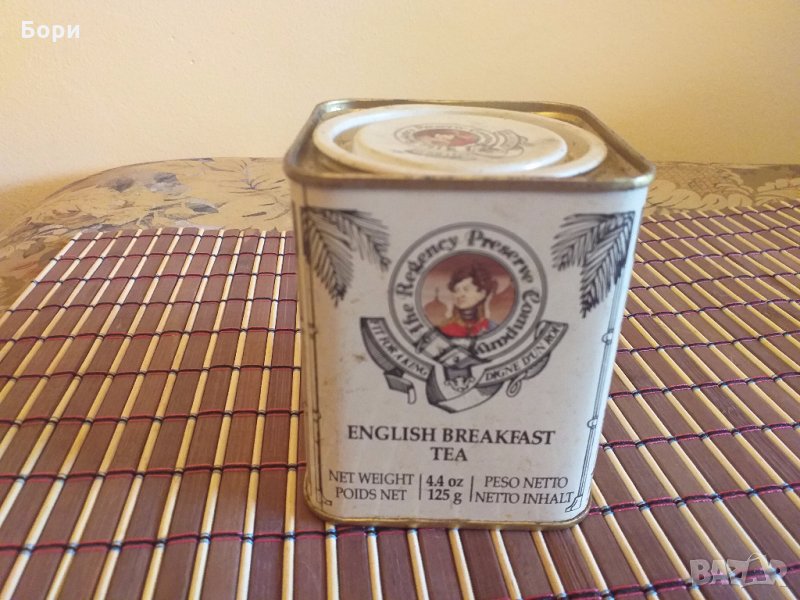 Бори
The Regency Preserve Company
FIT FOR A KING
DIGNE D'UN ROI
ENGLISH BREAKFAST
TEA
NET WEIGHT 4.4 oz PESO NETTO
POIDS NET 125 g NETTO INHALT
BAZAR